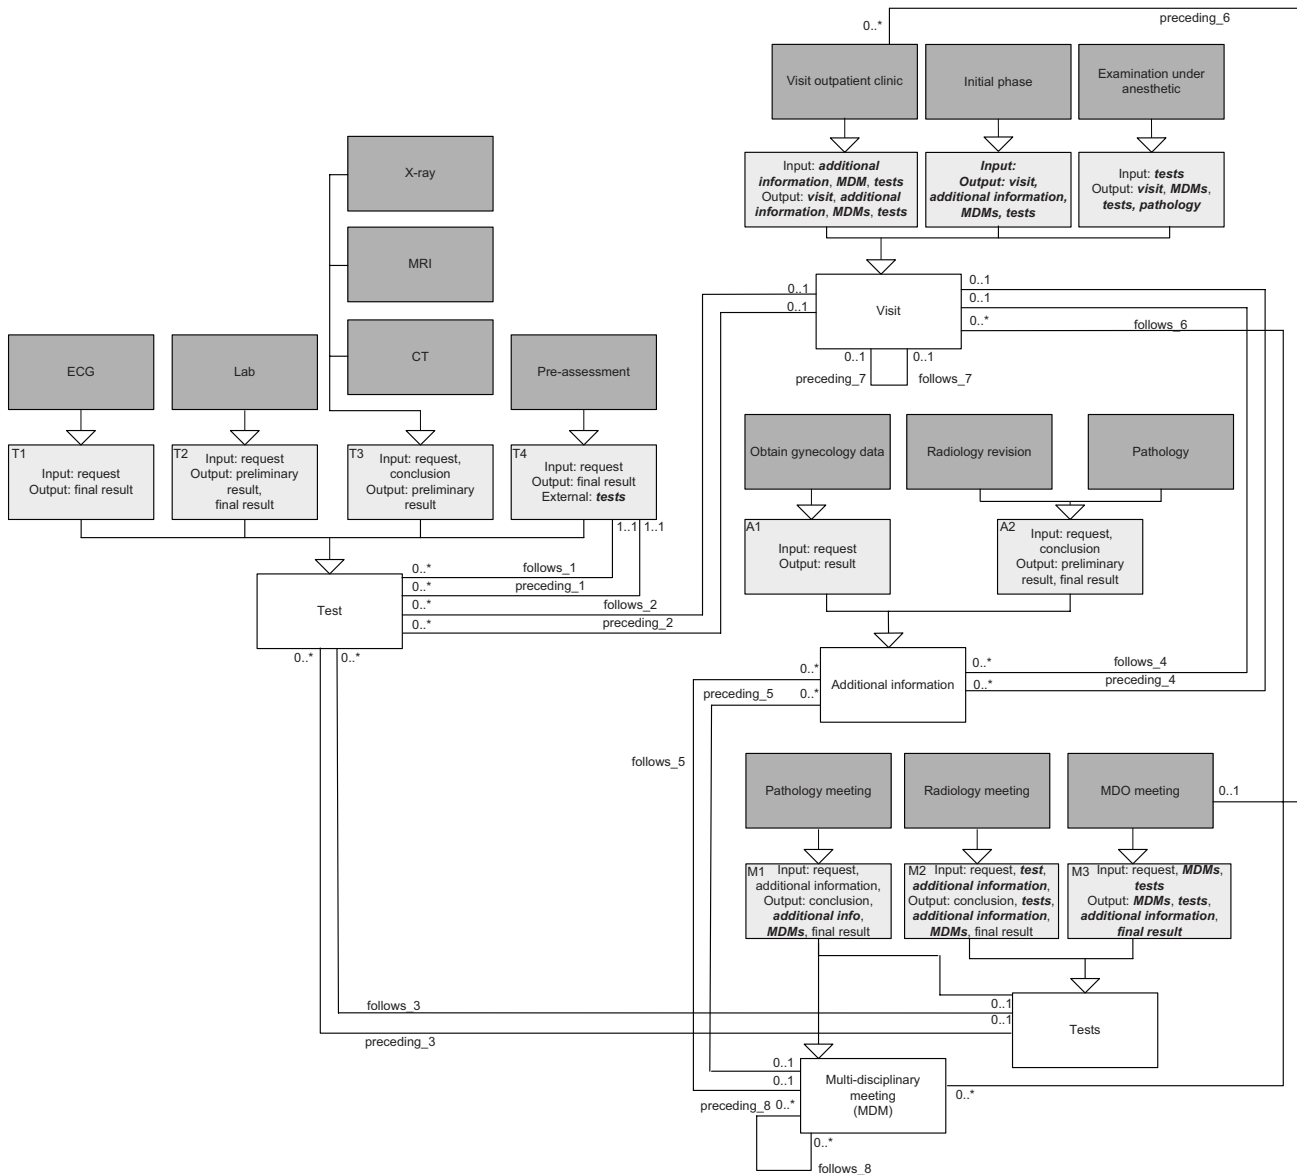 preceding_6
0..*
Visit outpatient clinic
Initial phase
Examination under
anesthetic
Input: additional
information, MDM, tests
Output: visit, additional
information, MDMs, tests
Input:
Output: visit,
additional information,
MDMs, tests
Input: tests
Output: visit, MDMs,
tests, pathology
X-ray
MRI
CT
ECG
Lab
Pre-assessment
0..1
0..1
Visit
0..1
0..1
0..*
follows_6
0..1
0..1
preceding_7
follows_7
T1
Input: request
Output: final result
T2
Input: request
Output: preliminary
result,
final result
T3
Input: request,
conclusion
Output: preliminary
result
T4
Input: request
Output: final result
External: tests
1..1
1..1
Obtain gynecology data
Radiology revision
Pathology
A1
Input: request
Output: result
A2
Input: request,
conclusion
Output: preliminary
result, final result
Test
0..*
follows_1
0..*
preceding_1
0..*
follows_2
0..*
preceding_2
0..*
0..*
Additional information
0..*
0..*
preceding_5
0..*
follows_4
0..*
preceding_4
follows_5
Pathology meeting
Radiology meeting
MDO meeting
0..1
M1
Input: request,
additional information,
Output: conclusion,
additional info,
MDMs, final result
M2
Input: request, test,
additional information,
Output: conclusion, tests,
additional information,
MDMs, final result
M3
Input: request, MDMs,
tests
Output: MDMs, tests,
additional information,
final result
follows_3
0..1
0..1
preceding_3
Tests
0..1
0..1
Multi-disciplinary
meeting
(MDM)
0..*
preceding_8
0..*
0..*
follows_8